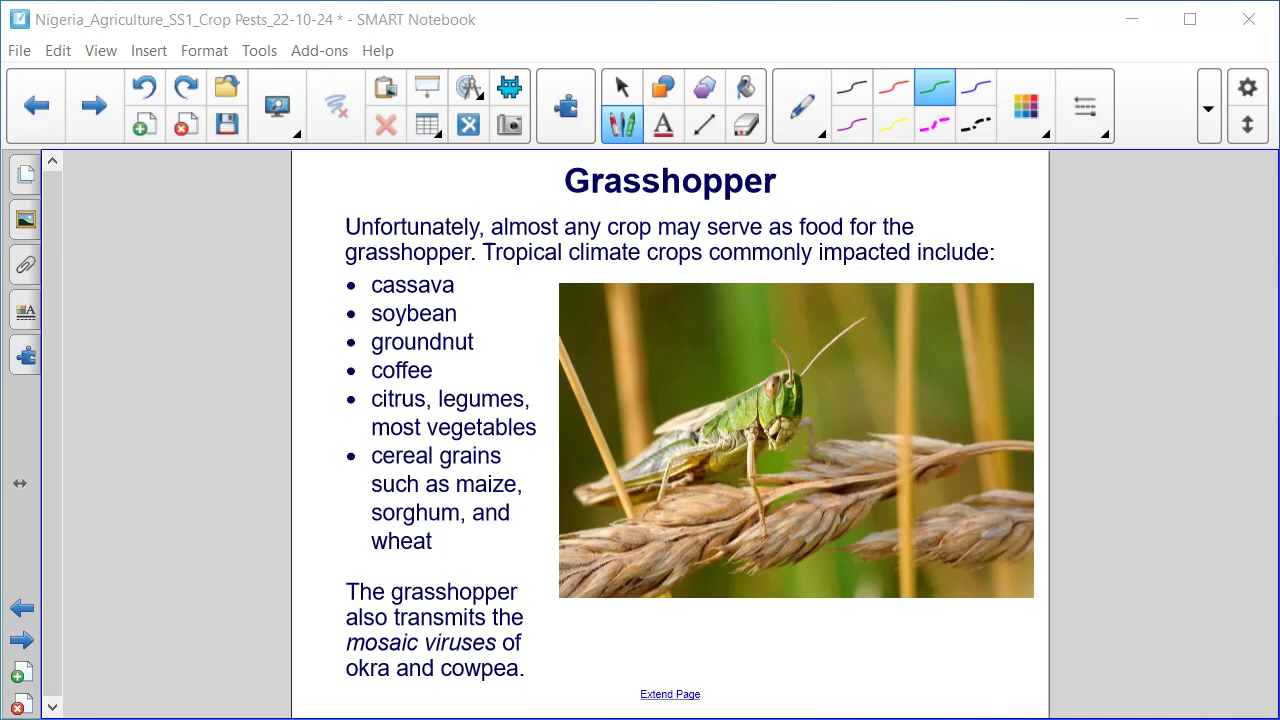 Nigeria_Agriculture_SS1_Crop Pests_22-10-24 * - SMART Notebook
File Edit View Insert Format Tools Add-ons Help
Grasshopper
Unfortunately, almost any crop may serve as food for the
grasshopper. Tropical climate crops commonly impacted include:
• cassava
• soybean
• groundnut
• coffee
• citrus, legumes,
most vegetables
• cereal grains
such as maize,
sorghum, and
wheat
The grasshopper
also transmits the
mosaic viruses of
okra and cowpea.
Extend Page